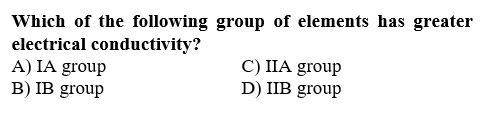 Which of the following group of elements has greater
electrical conductivity?
A) IA group C) IIA group
B) IB group D) IIB group